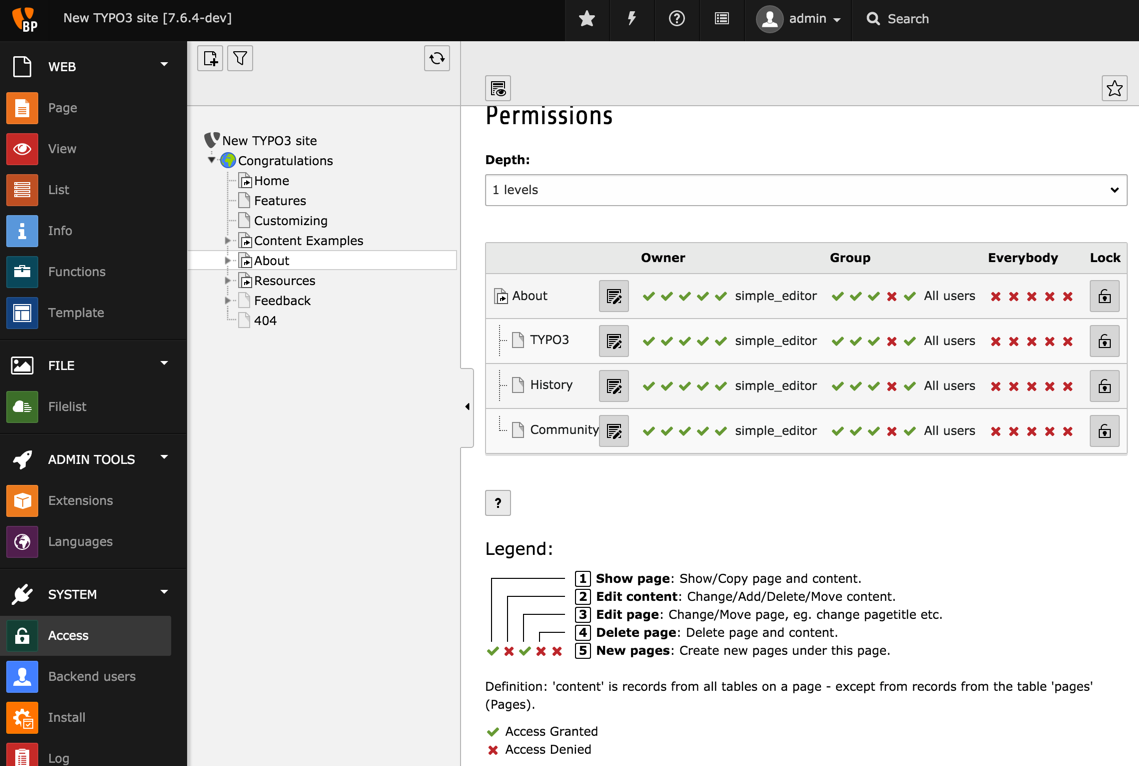 BP
New TYPO3 site [7.6.4-dev]
admin
Search
WEB
Page
View
List
Info
Functions
Template
FILE
Filelist
ADMIN TOOLS
Extensions
Languages
SYSTEM
Access
Backend users
Install
Log
New TYPO3 site
Congratulations
Home
Features
Customizing
Content Examples
About
Resources
Feedback
404
Permissions
Depth:
1 levels
Owner Group Everybody Lock
About simple_editor All users
TYPO3 simple_editor All users
History simple_editor All users
Community simple_editor All users
?
Legend:
1 Show page: Show/Copy page and content.
2 Edit content: Change/Add/Delete/Move content.
3 Edit page: Change/Move page, eg. change pagetitle etc.
4 Delete page: Delete page and content.
5 New pages: Create new pages under this page.
Definition: 'content' is records from all tables on a page - except from records from the table 'pages'
(Pages).
Access Granted
Access Denied